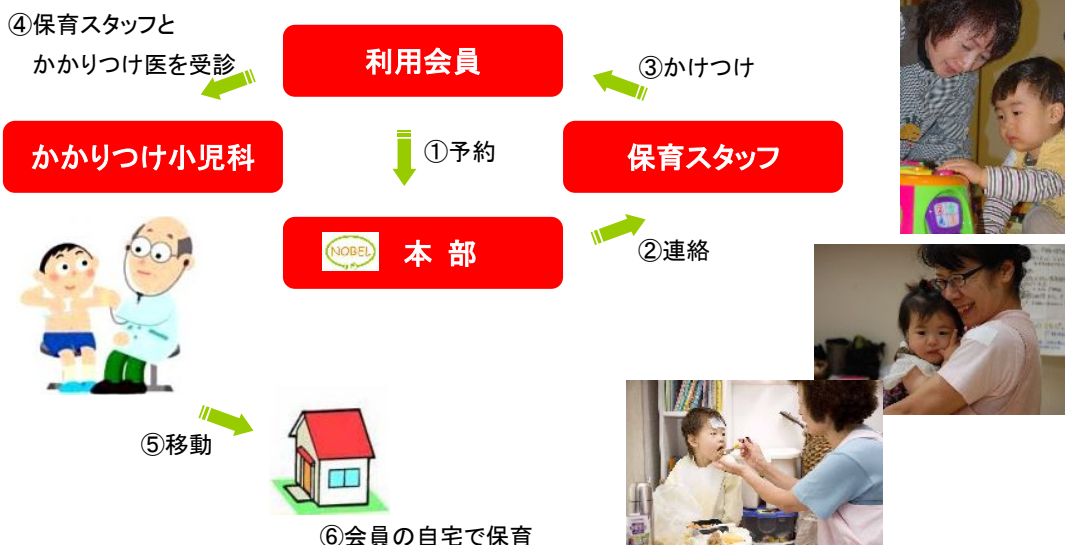 ④保育スタッフと
かかりつけ医を受診
利用会員
③かけつけ
かかりつけ小児科
①予約
保育スタッフ
NOBEL 本部
②連絡
⑤移動
⑥会員の自宅で保育